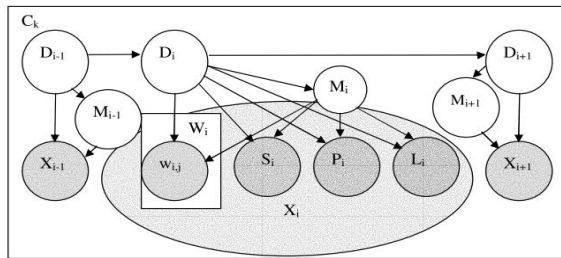 C_k
D_{i-1} D_i D_{i+1}
M_{i-1} M_i M_{i+1}
W_i
X_{i-1} w_{i,j} S_i P_i L_i X_{i+1}
X_i